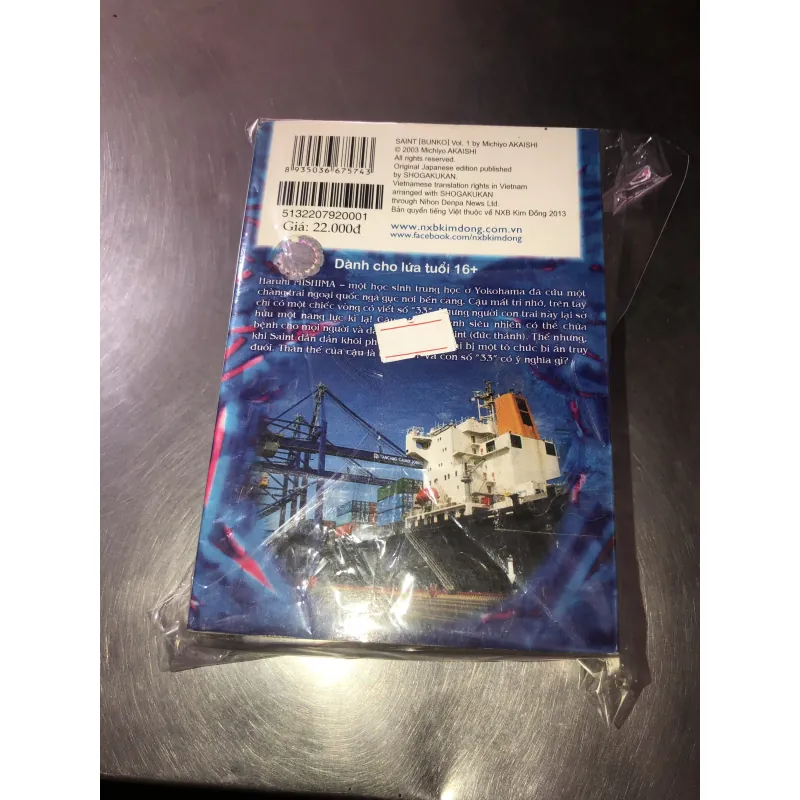 SAINT [BUNKO] Vol. 1 by Michiyo AKAISHI
© 2003 Michiyo AKAISHI
All rights reserved.
Original Japanese edition published
by SHOGAKUKAN.
Vietnamese translation rights in Vietnam
arranged with SHOGAKUKAN
through Nihon Denpa News Ltd.
Bản quyền tiếng Việt thuộc về NXB Kim Đồng 2013
8 935036 675743
5132207920001
Giá: 22.000đ
www.nxbkimdong.com.vn
www.facebook.com/nxbkimdong
Dành cho lứa tuổi 16+
Haruhi MISHIMA – một học sinh trung học ở Yokohama đã cứu một
chàng trai ngoại quốc ngã gục nơi bến cảng. Cậu mất trí nhớ, trên tay
chỉ có một chiếc vòng có viết số "33". Nhưng người con trai này lại sở
hữu một năng lực kì lạ! siêu nhiên có thể chữa
bệnh cho mọi người và (đức thánh). Thế nhưng,
khi Saint dần dần khôi bị một tổ chức bí ẩn truy
đuổi. Thân thế của cậu là và con số "33" có ý nghĩa gì?